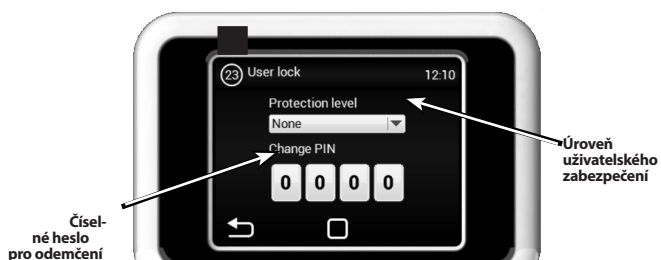 23 User lock 12:10
Protection level
None
Change PIN
0 0 0 0
Úroveň
uživatelského
zabezpečení
Čísel-
né heslo
pro odemčení